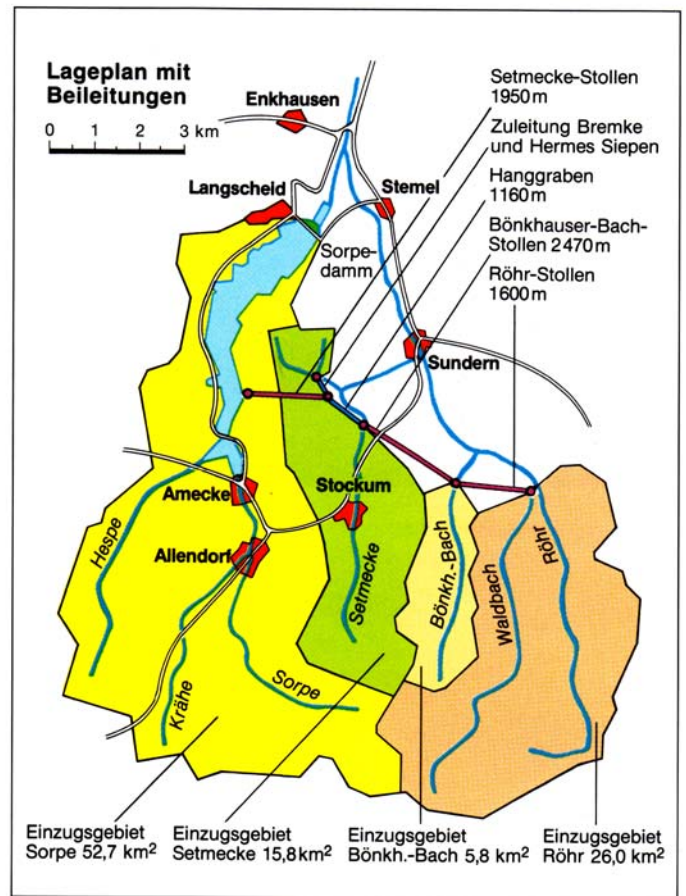 Lageplan mit
Beileitungen
0 1 2 3 km
Enkhausen
Langscheid
Stemel
Sorpe-
damm
Setmecke-Stollen
1950 m
Zuleitung Bremke
und Hermes Siepen
Hanggraben
1160 m
Bönkhauser-Bach-
Stollen 2470 m
Röhr-Stollen
1600 m
Sundern
Amecke
Stockum
Allendorf
Hespe
Krähe
Sorpe
Setmecke
Bönkh.-Bach
Waldbach
Röhr
Einzugsgebiet
Sorpe 52,7 km²
Einzugsgebiet
Setmecke 15,8 km²
Einzugsgebiet
Bönkh.-Bach 5,8 km²
Einzugsgebiet
Röhr 26,0 km²